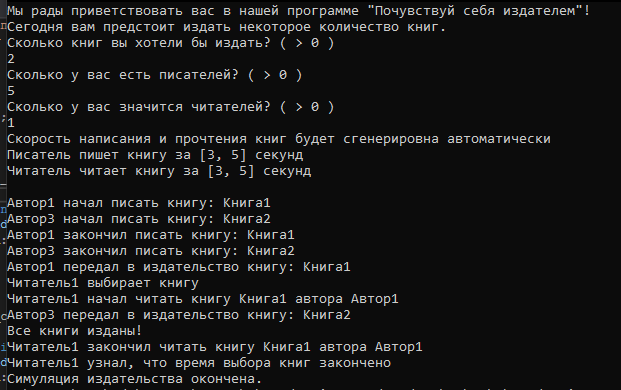 Мы рады приветствовать вас в нашей программе "Почувствуй себя издателем"!
Сегодня вам предстоит издать некоторое количество книг.
Сколько книг вы хотели бы издать? ( > 0 )
2
Сколько у вас есть писателей? ( > 0 )
5
Сколько у вас значится читателей? ( > 0 )
1
Скорость написания и прочтения книг будет сгенерировна автоматически
Писатель пишет книгу за [3, 5] секунд
Читатель читает книгу за [3, 5] секунд
Автор1 начал писать книгу: Книга1
Автор3 начал писать книгу: Книга2
Автор1 закончил писать книгу: Книга1
Автор3 закончил писать книгу: Книга2
Автор1 передал в издательство книгу: Книга1
Читатель1 выбирает книгу
Читатель1 начал читать книгу Книга1 автора Автор1
Автор3 передал в издательство книгу: Книга2
Все книги изданы!
Читатель1 закончил читать книгу Книга1 автора Автор1
Читатель1 узнал, что время выбора книг закончено
Симуляция издательства окончена.